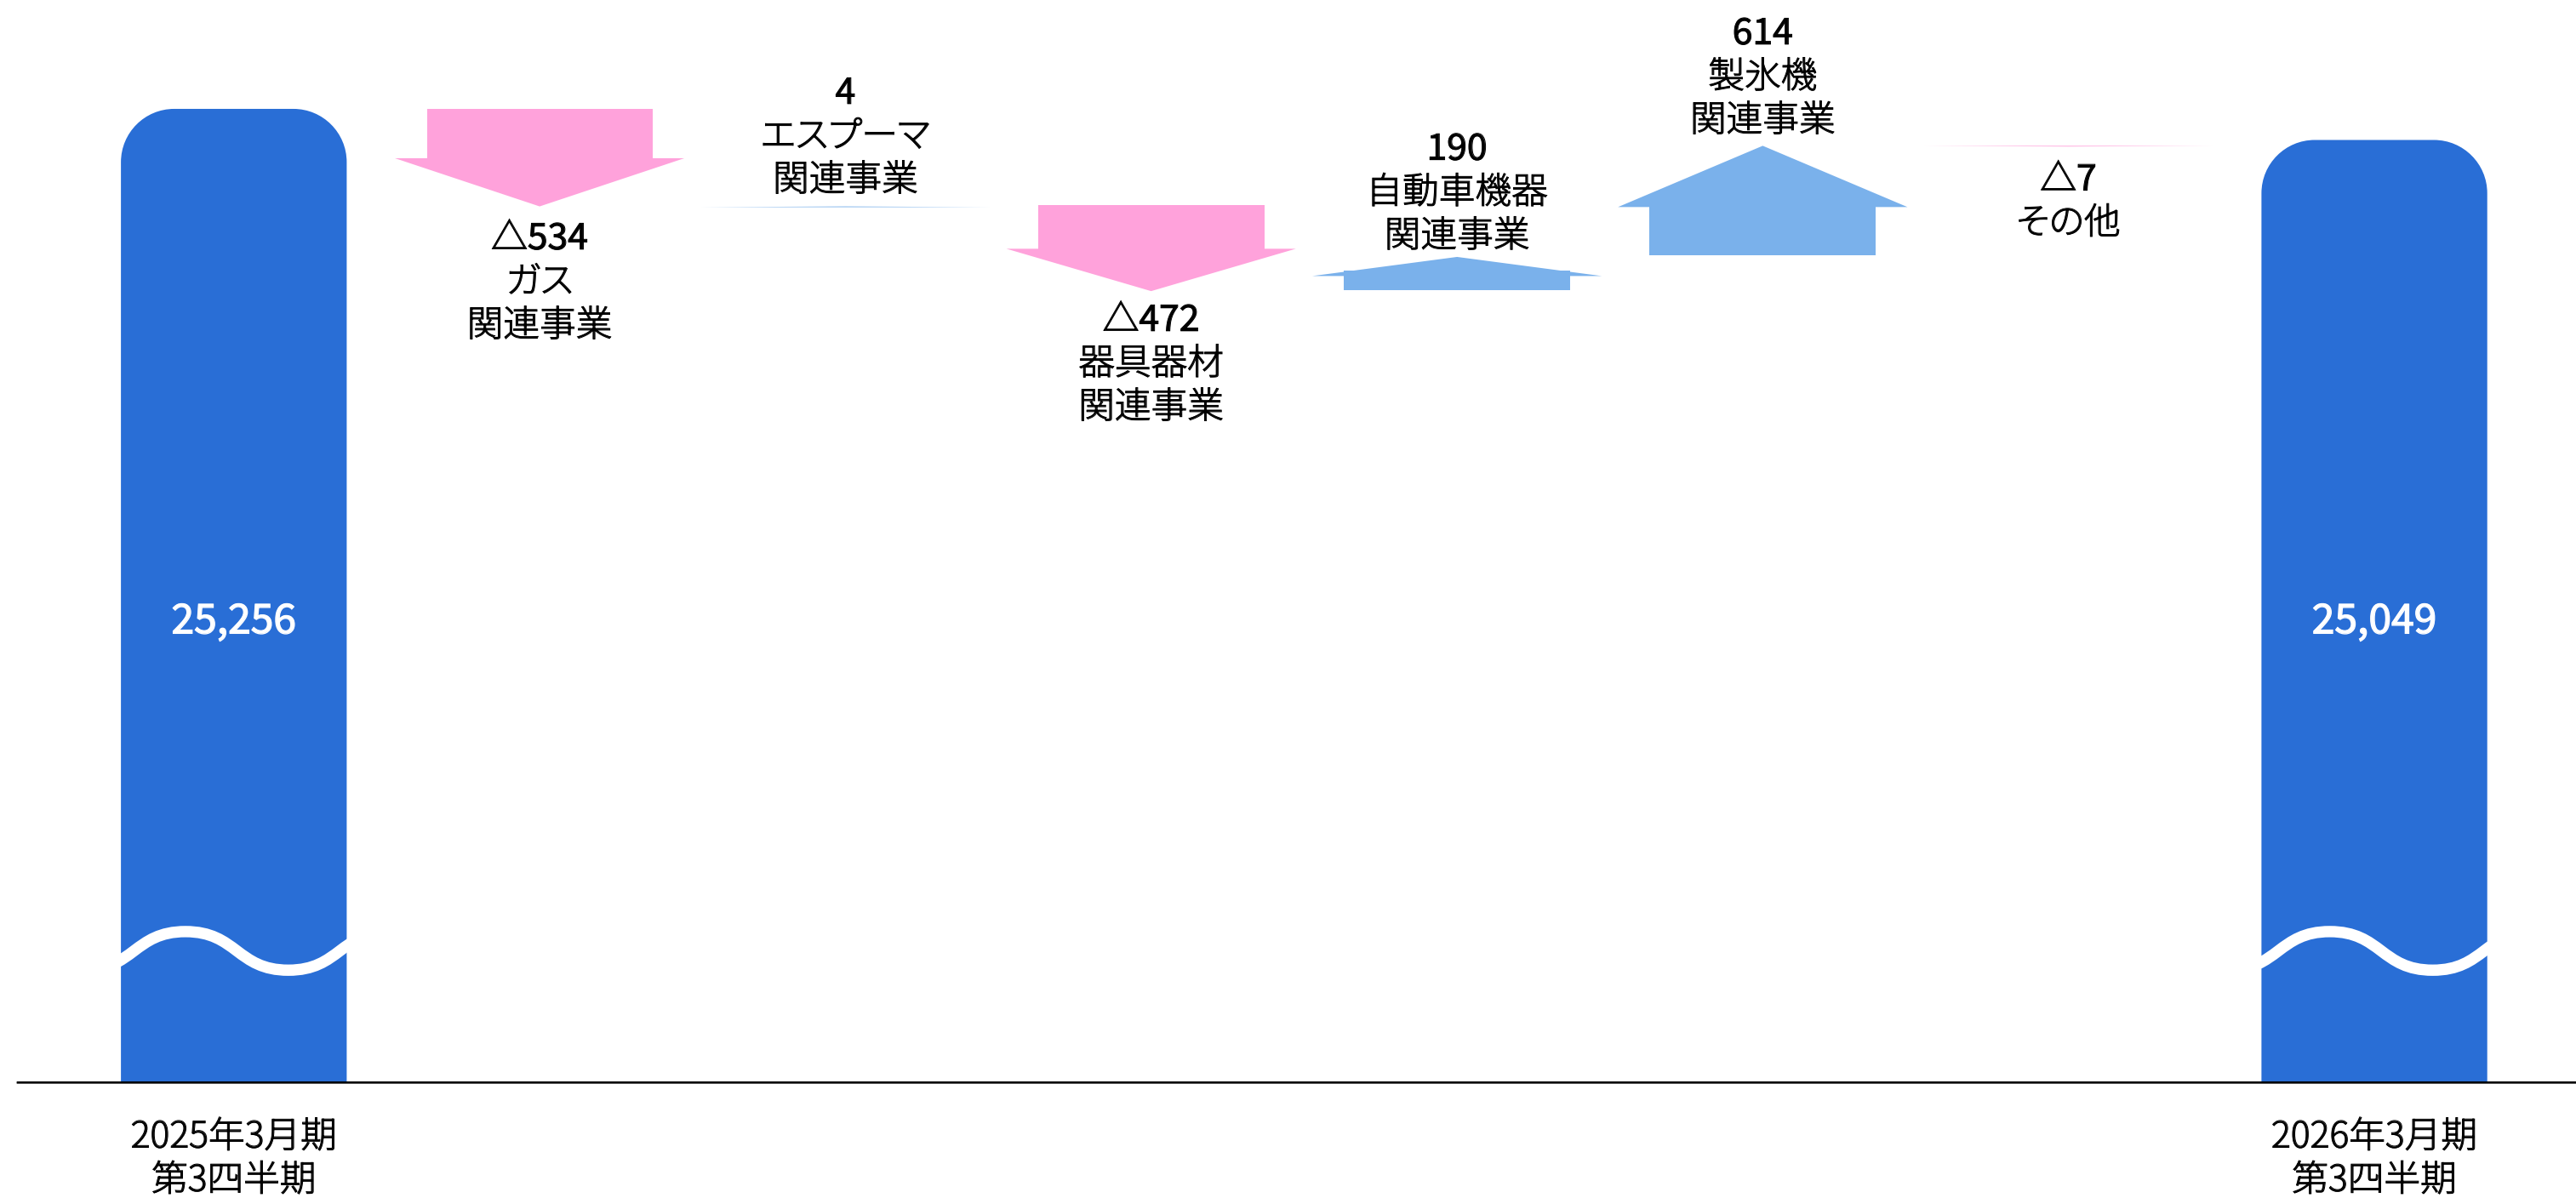 25,256
2025年3月期
第3四半期
△534
ガス
関連事業
4
エスプーマ
関連事業
△472
器具器材
関連事業
190
自動車機器
関連事業
614
製氷機
関連事業
△7
その他
25,049
2026年3月期
第3四半期